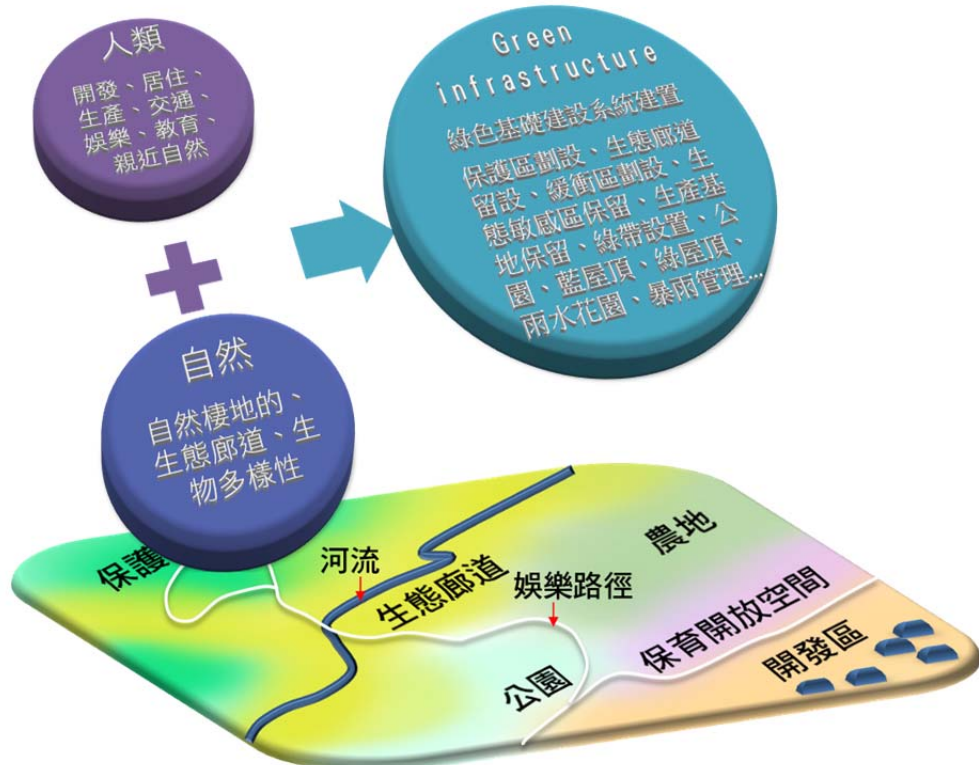 人類
開發、居住、
生產、交通、
娛樂、教育、
親近自然
Green
infrastructure
綠色基礎建設系統建置
保護區劃設、生態廊道
留設、緩衝區劃設、生
態敏感區保留、生產基
地保留、綠帶設置、公
園、藍屋頂、綠屋頂、
雨水花園、暴雨管理…
自然
自然棲地的、
生態廊道、生
物多樣性
保護
河流
生態廊道
娛樂路徑
農地
保育開放空間
公園
開發區